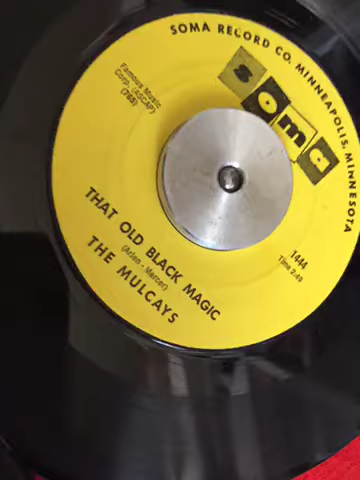 SOMA RECORD CO. MINNEAPOLIS, MINNESOTA
soma
Famous Music
Corp. (ASCAP)
(788)
1444
Time 2:49
THAT OLD BLACK MAGIC
(Arlen - Mercer)
THE MULCAYS